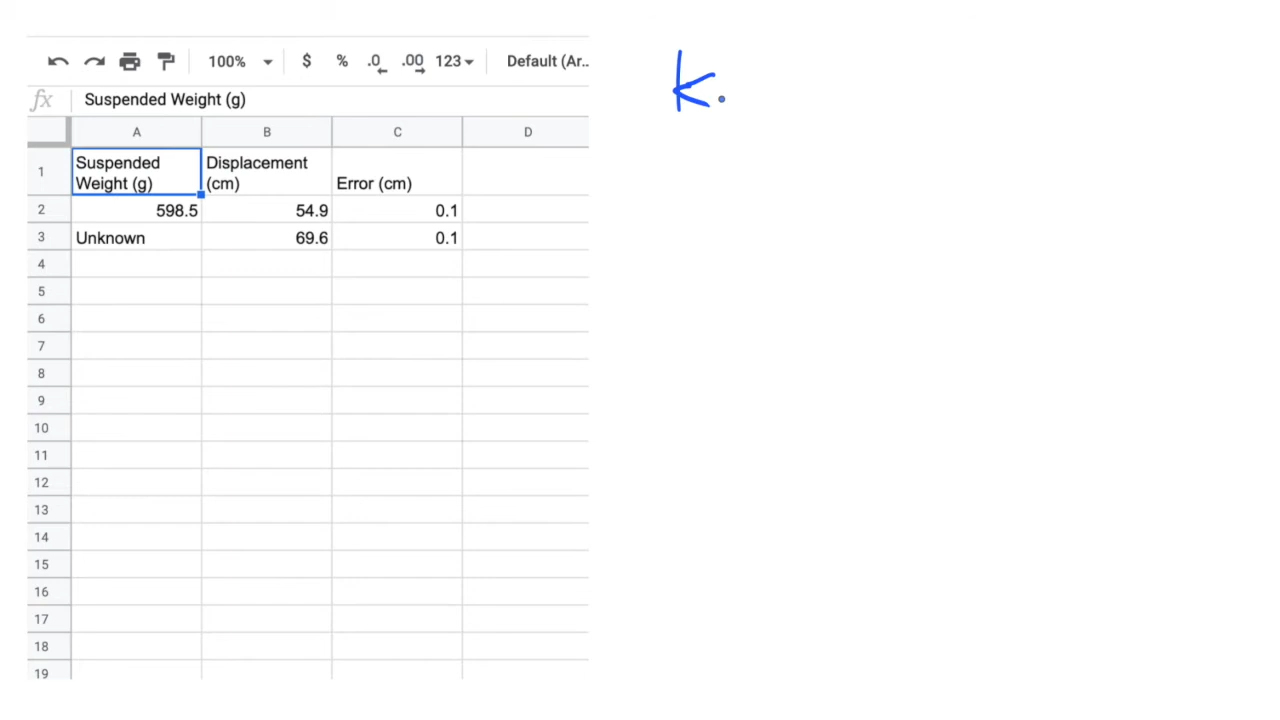 100% $ % .0 .00 123 Default (Ar..
fx Suspended Weight (g)
A B C D
1 Suspended Weight (g) Displacement (cm) Error (cm)
2 598.5 54.9 0.1
3 Unknown 69.6 0.1
4
5
6
7
8
9
10
11
12
13
14
15
16
17
18
19
k